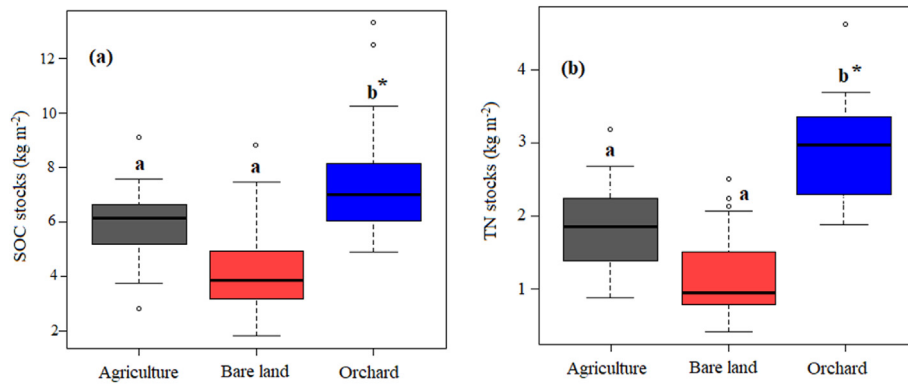 (a)
SOC stocks (kg m-2)
12
10
8
6
4
2
a
a
b*
Agriculture
Bare land
Orchard
(b)
TN stocks (kg m-2)
4
3
2
1
a
a
b*
Agriculture
Bare land
Orchard